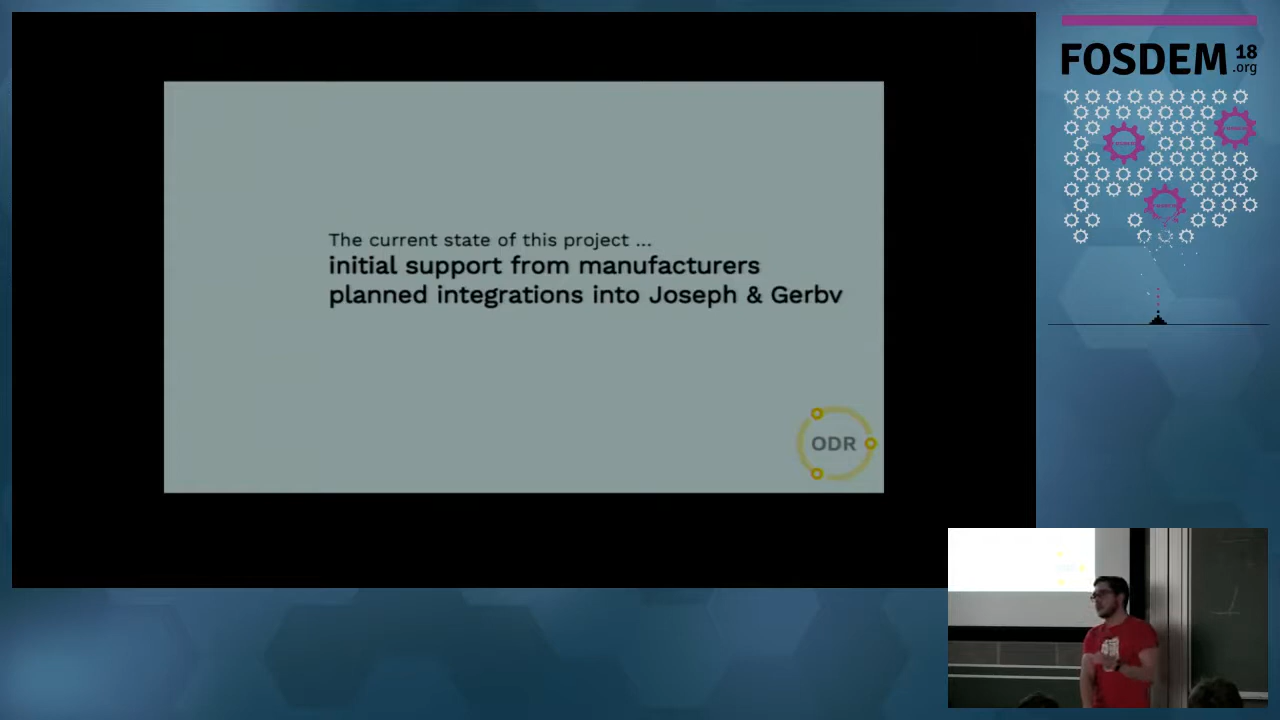 FOSDEM 18
.org
The current state of this project ...
initial support from manufacturers
planned integrations into Joseph & Gerbv
ODR